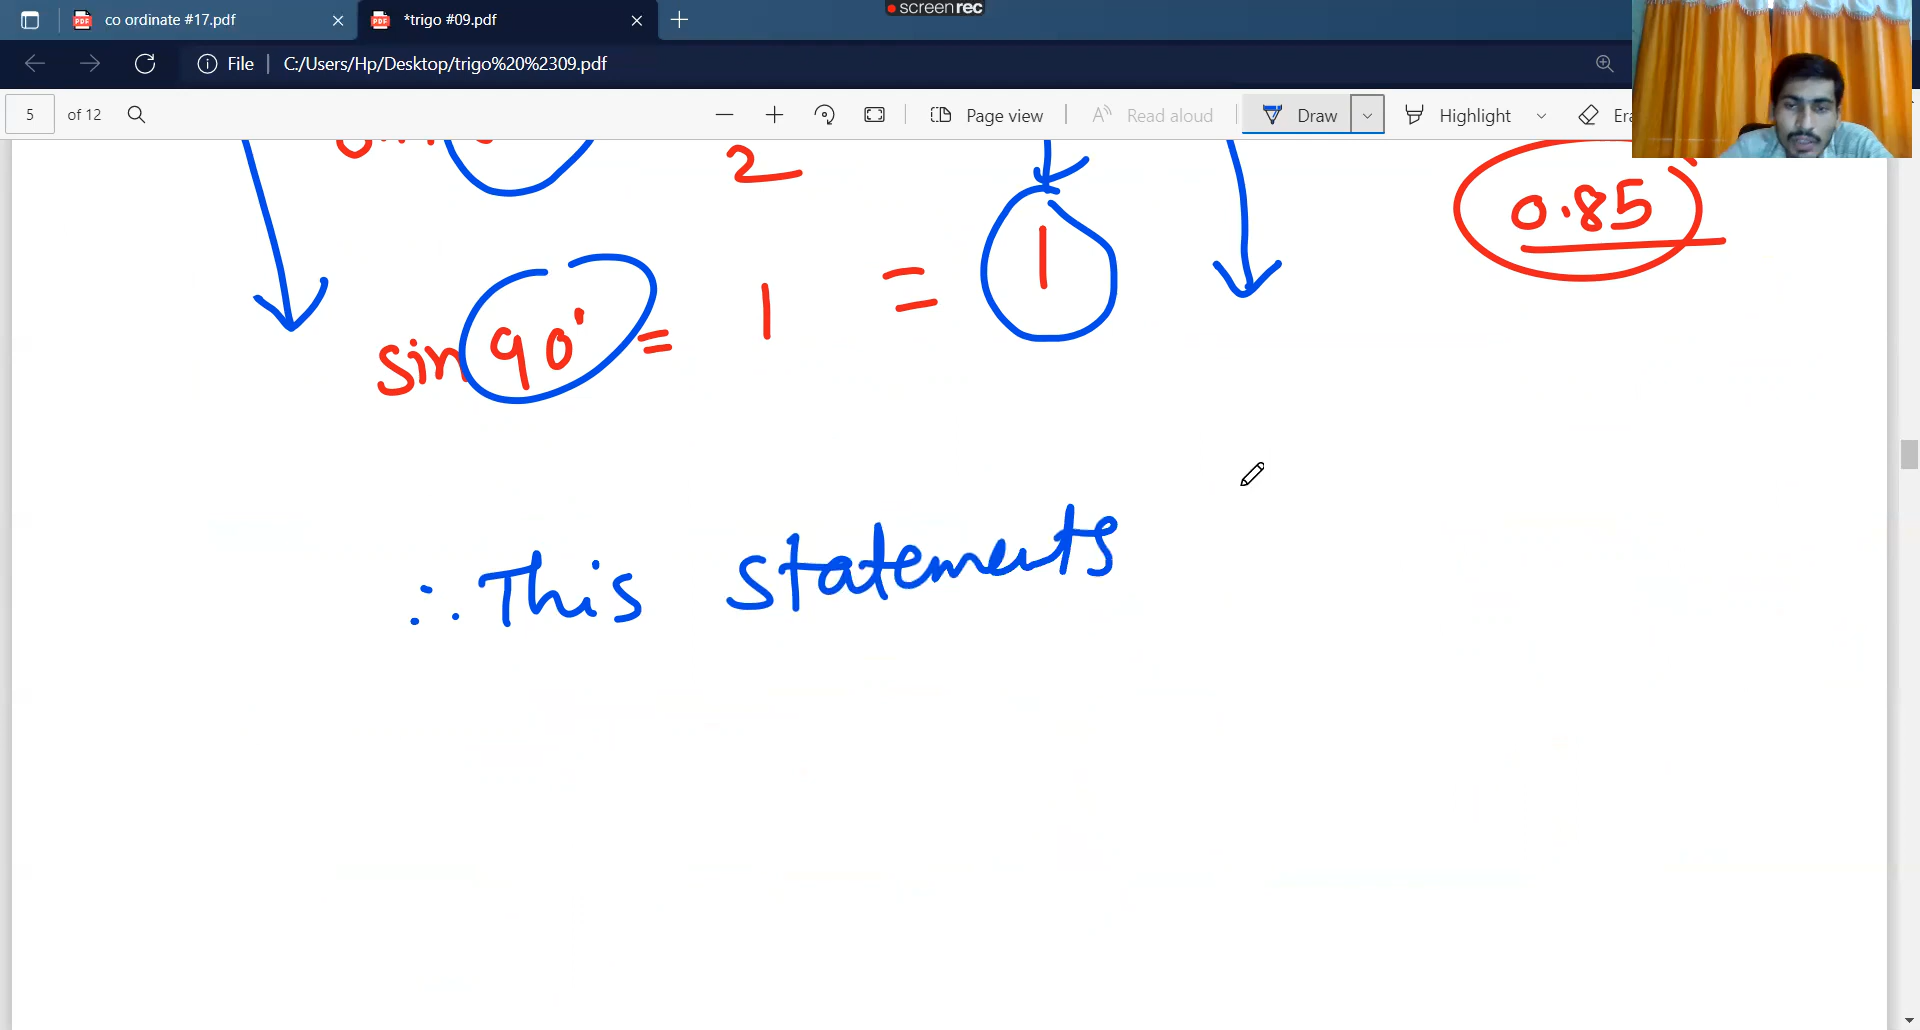 co ordinate #17.pdf
*trigo #09.pdf
screenrec
File
C:/Users/Hp/Desktop/trigo%20%2309.pdf
5 of 12
Page view
Read aloud
Draw
Highlight
2
0.85
sin 90° = 1 = 1
∴ This statements